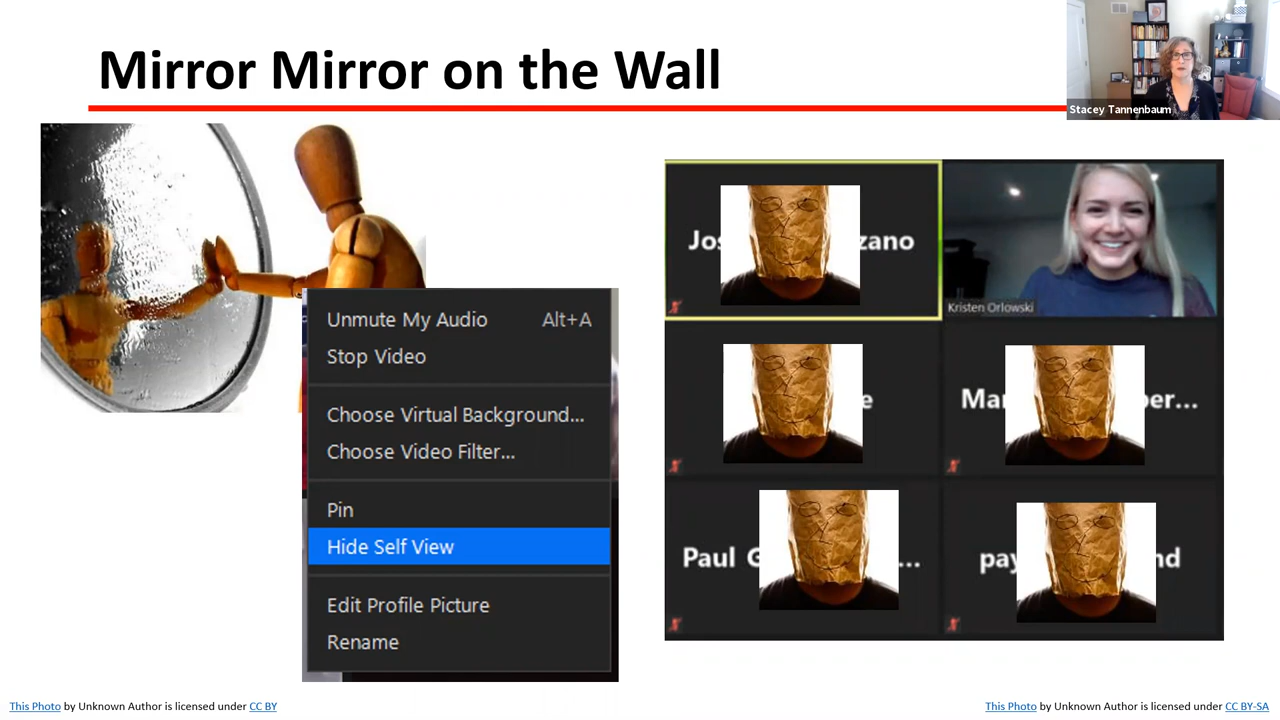 Mirror Mirror on the Wall
Stacey Tannenbaum
Unmute My Audio Alt+A
Stop Video
Choose Virtual Background...
Choose Video Filter...
Pin
Hide Self View
Edit Profile Picture
Rename
Jos zano
Kristen Orlowski
e
Mar ber...
Paul G ...
pay nd
This Photo by Unknown Author is licensed under CC BY
This Photo by Unknown Author is licensed under CC BY-SA